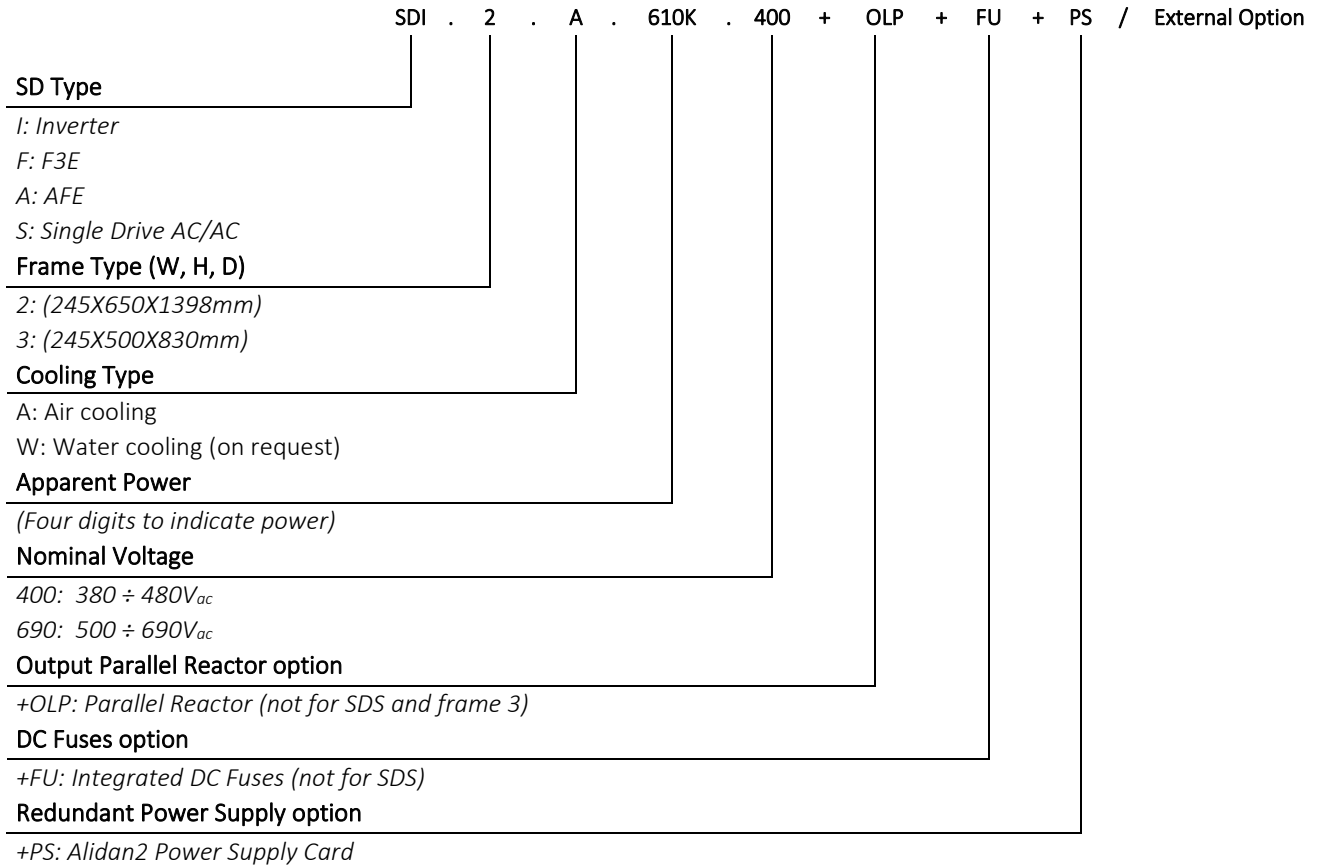 SDI . 2 . A . 610K . 400 + OLP + FU + PS / External Option
SD Type
I: Inverter
F: F3E
A: AFE
S: Single Drive AC/AC
Frame Type (W, H, D)
2: (245X650X1398mm)
3: (245X500X830mm)
Cooling Type
A: Air cooling
W: Water cooling (on request)
Apparent Power
(Four digits to indicate power)
Nominal Voltage
400: 380 ÷ 480Vac
690: 500 ÷ 690Vac
Output Parallel Reactor option
+OLP: Parallel Reactor (not for SDS and frame 3)
DC Fuses option
+FU: Integrated DC Fuses (not for SDS)
Redundant Power Supply option
+PS: Alidan2 Power Supply Card